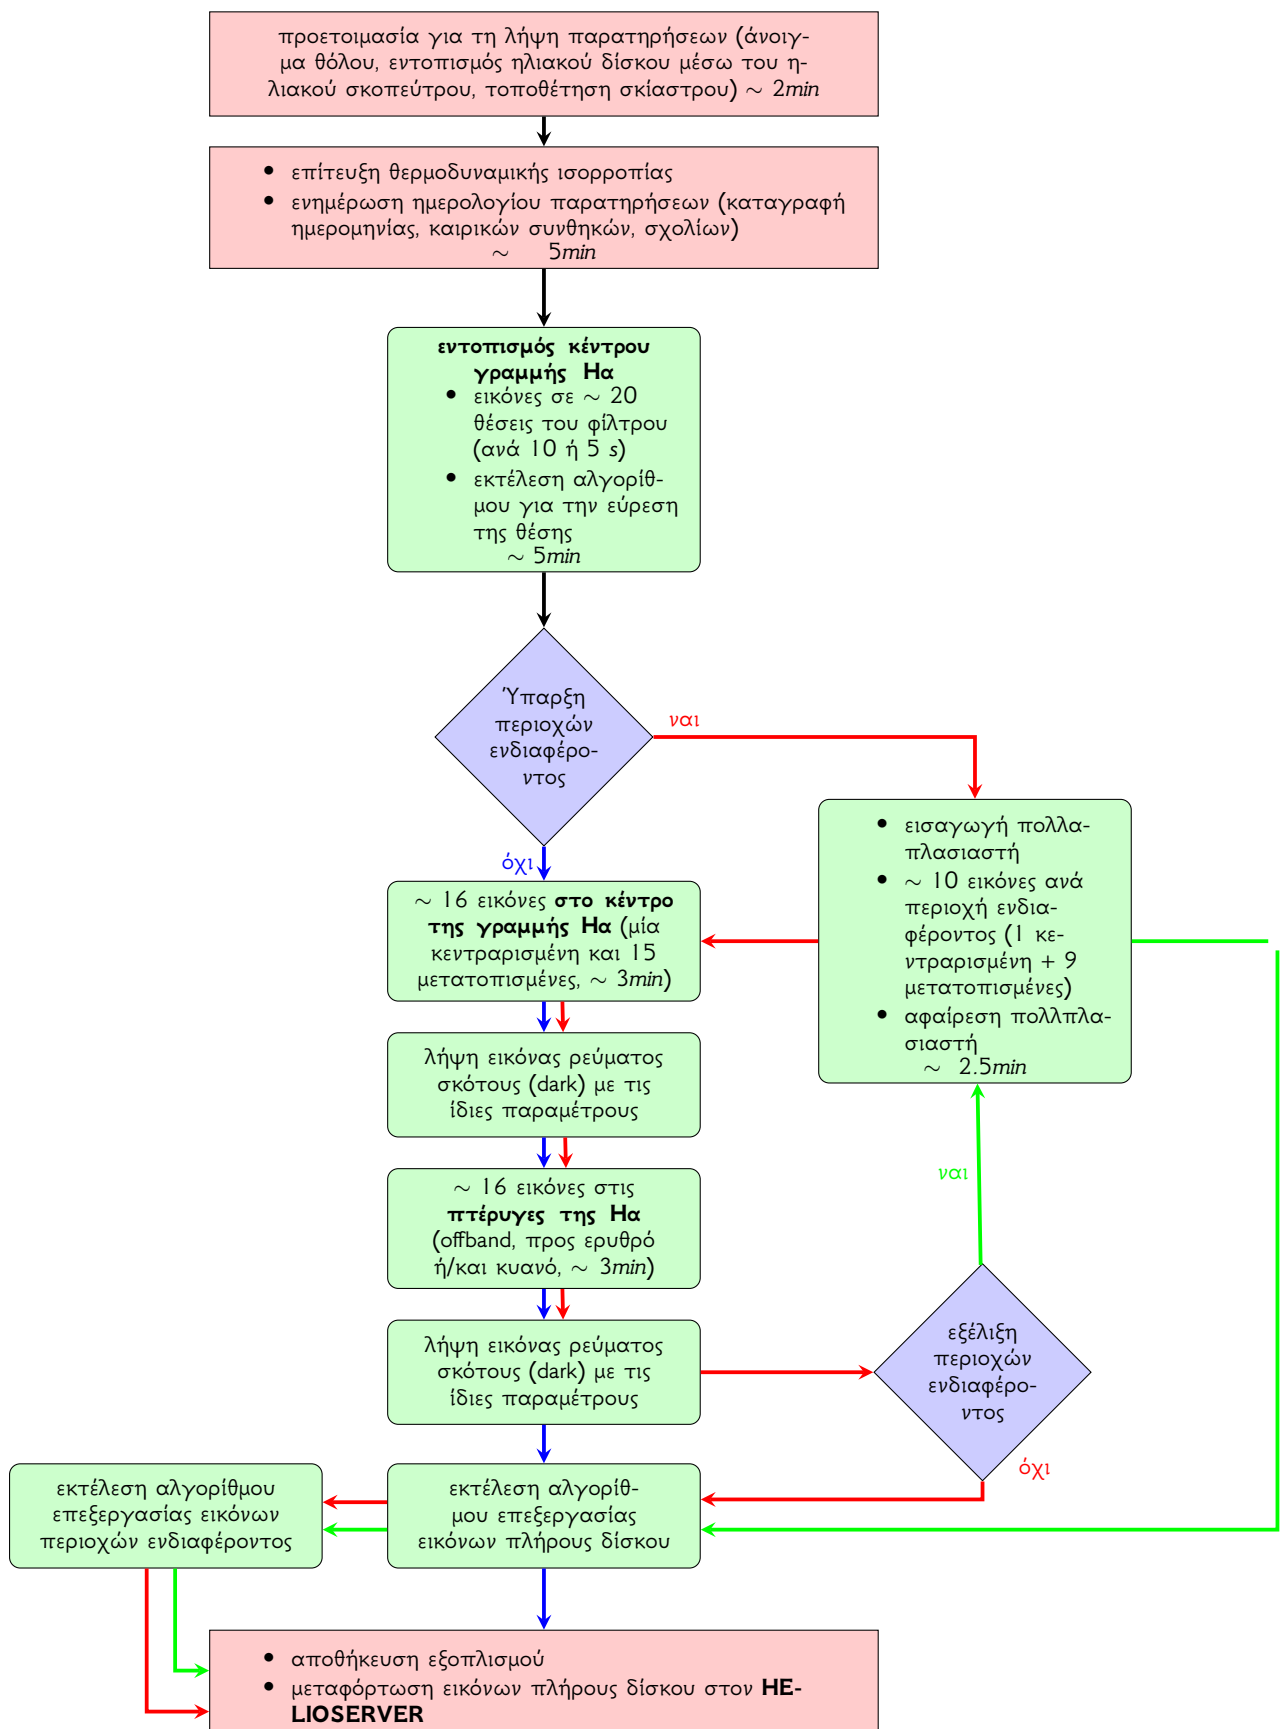 προετοιμασία για τη λήψη παρατηρήσεων (άνοιγ-
μα θόλου, εντοπισμός ηλιακού δίσκου μέσω του η-
λιακού σκοπεύτρου, τοποθέτηση σκίαστρου) ∼ 2min
• επίτευξη θερμοδυναμικής ισορροπίας
• ενημέρωση ημερολογίου παρατηρήσεων (καταγραφή
ημερομηνίας, καιρικών συνθηκών, σχολίων)
∼ 5min
εντοπισμός κέντρου
γραμμής Hα
• εικόνες σε ∼ 20
θέσεις του φίλτρου
(ανά 10 ή 5 s)
• εκτέλεση αλγορίθ-
μου για την εύρεση
της θέσης
∼ 5min
Ύπαρξη
περιοχών
ενδιαφέρο-
ντος
ναι
όχι
• εισαγωγή πολλα-
πλασιαστή
• ∼ 10 εικόνες ανά
περιοχή ενδια-
φέροντος (1 κε-
ντραρισμένη + 9
μετατοπισμένες)
• αφαίρεση πολλπλα-
σιαστή
∼ 2.5min
∼ 16 εικόνες στο κέντρο
της γραμμής Hα (μία
κεντραρισμένη και 15
μετατοπισμένες, ∼ 3min)
λήψη εικόνας ρεύματος
σκότους (dark) με τις
ίδιες παραμέτρους
ναι
∼ 16 εικόνες στις
πτέρυγες της Hα
(offband, προς ερυθρό
ή/και κυανό, ∼ 3min)
λήψη εικόνας ρεύματος
σκότους (dark) με τις
ίδιες παραμέτρους
εξέλιξη
περιοχών
ενδιαφέρο-
ντος
όχι
εκτέλεση αλγορίθμου
επεξεργασίας εικόνων
περιοχών ενδιαφέροντος
εκτέλεση αλγορίθ-
μου επεξεργασίας
εικόνων πλήρους δίσκου
• αποθήκευση εξοπλισμού
• μεταφόρτωση εικόνων πλήρους δίσκου στον HE-
LIOSERVER